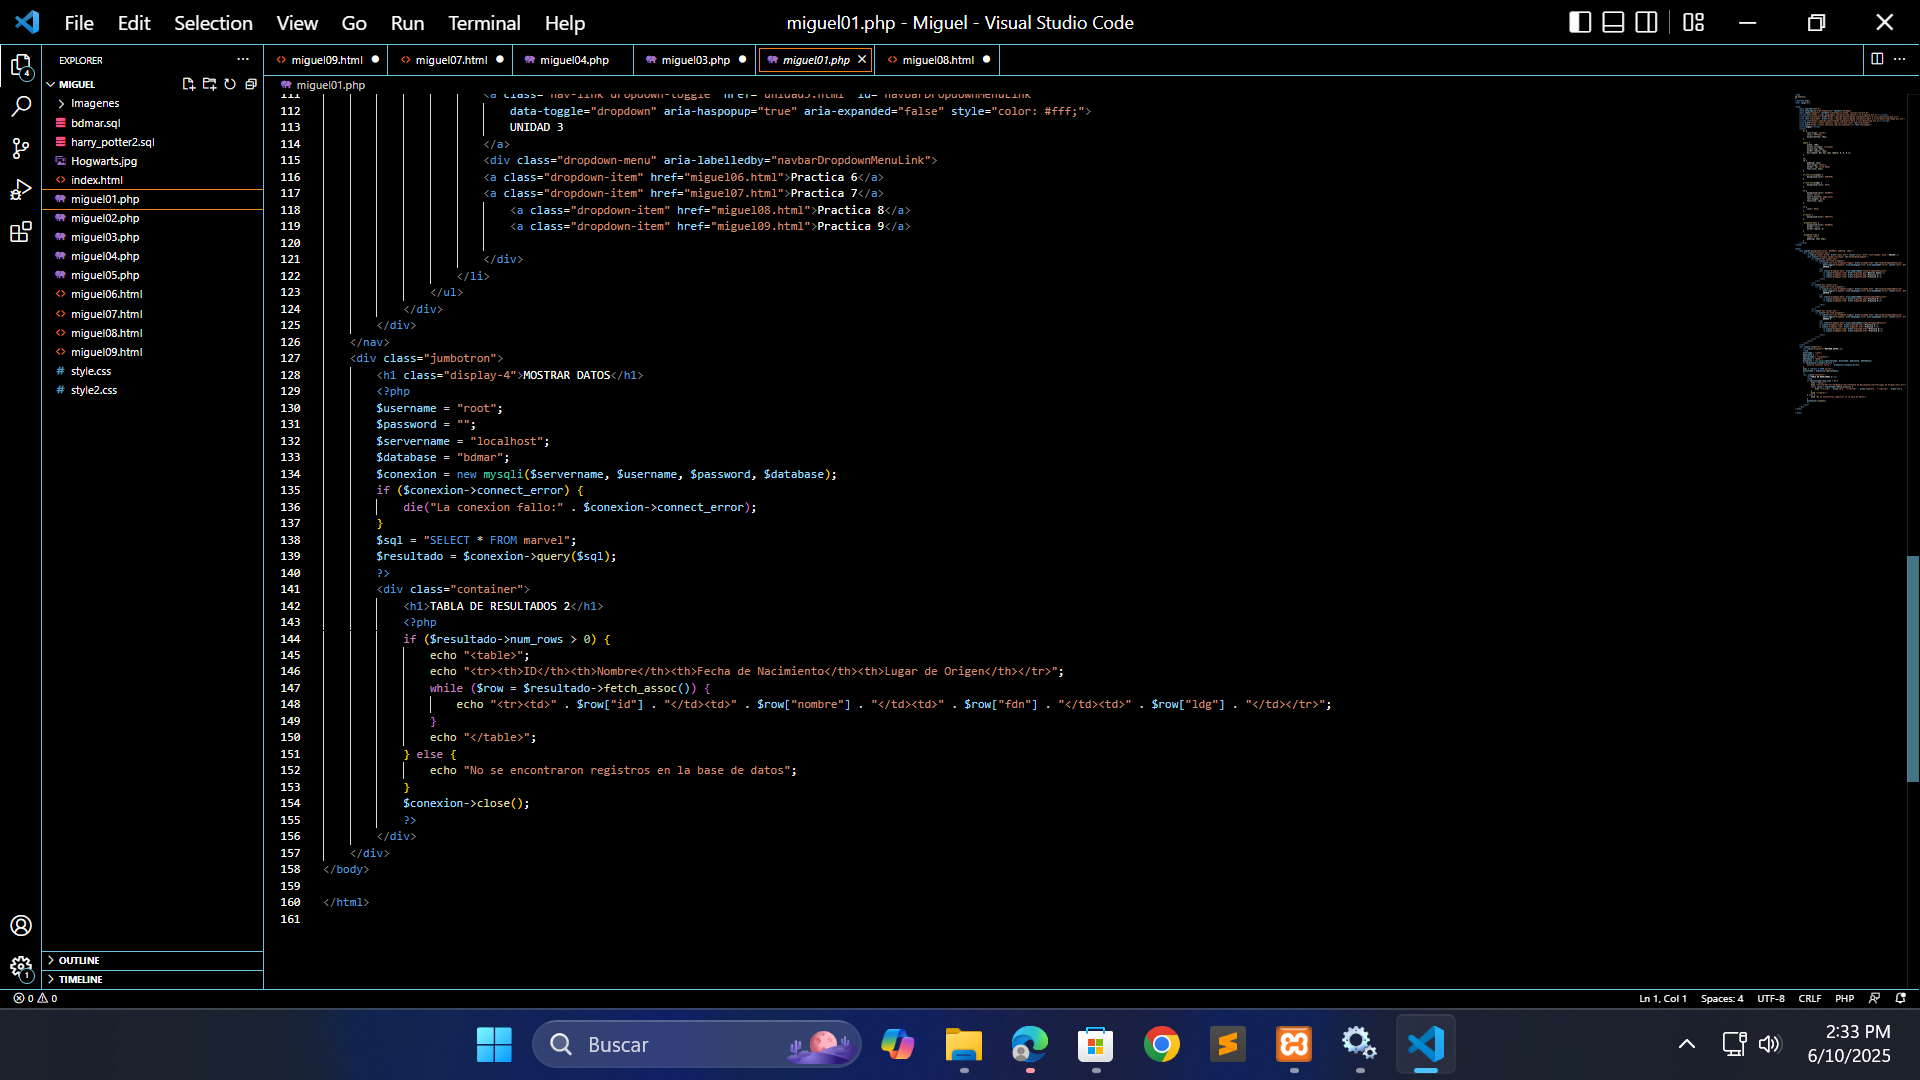 File Edit Selection View Go Run Terminal Help
miguel01.php - Miguel - Visual Studio Code
EXPLORER
MIGUEL
Imagenes
bdmar.sql
harry_potter2.sql
Hogwarts.jpg
index.html
miguel01.php
miguel02.php
miguel03.php
miguel04.php
miguel05.php
miguel06.html
miguel07.html
miguel08.html
miguel09.html
style.css
style2.css
OUTLINE
TIMELINE
4
1
miguel09.html miguel07.html miguel04.php miguel03.php miguel01.php miguel08.html
miguel01.php
111 <a class="nav-link dropdown-toggle" href="unidad3.html" id="navbarDropdownMenuLink"
112 data-toggle="dropdown" aria-haspopup="true" aria-expanded="false" style="color: #fff;">
113 UNIDAD 3
114 </a>
115 <div class="dropdown-menu" aria-labelledby="navbarDropdownMenuLink">
116 <a class="dropdown-item" href="miguel06.html">Practica 6</a>
117 <a class="dropdown-item" href="miguel07.html">Practica 7</a>
118 <a class="dropdown-item" href="miguel08.html">Practica 8</a>
119 <a class="dropdown-item" href="miguel09.html">Practica 9</a>
120
121 </div>
122 </li>
123 </ul>
124 </div>
125 </div>
126 </nav>
127 <div class="jumbotron">
128 <h1 class="display-4">MOSTRAR DATOS</h1>
129 <?php
130 $username = "root";
131 $password = "";
132 $servername = "localhost";
133 $database = "bdmar";
134 $conexion = new mysqli($servername, $username, $password, $database);
135 if ($conexion->connect_error) {
136 die("La conexion fallo:" . $conexion->connect_error);
137 }
138 $sql = "SELECT * FROM marvel";
139 $resultado = $conexion->query($sql);
140 ?>
141 <div class="container">
142 <h1>TABLA DE RESULTADOS 2</h1>
143 <?php
144 if ($resultado->num_rows > 0) {
145 echo "<table>";
146 echo "<tr><th>ID</th><th>Nombre</th><th>Fecha de Nacimiento</th><th>Lugar de Origen</th></tr>";
147 while ($row = $resultado->fetch_assoc()) {
148 echo "<tr><td>" . $row["id"] . "</td><td>" . $row["nombre"] . "</td><td>" . $row["fdn"] . "</td><td>" . $row["ldg"] . "</td></tr>";
149 }
150 echo "</table>";
151 } else {
152 echo "No se encontraron registros en la base de datos";
153 }
154 $conexion->close();
155 ?>
156 </div>
157 </div>
158 </body>
159
160 </html>
161
0 0
Ln 1, Col 1 Spaces: 4 UTF-8 CRLF PHP
Buscar
2:33 PM
6/10/2025